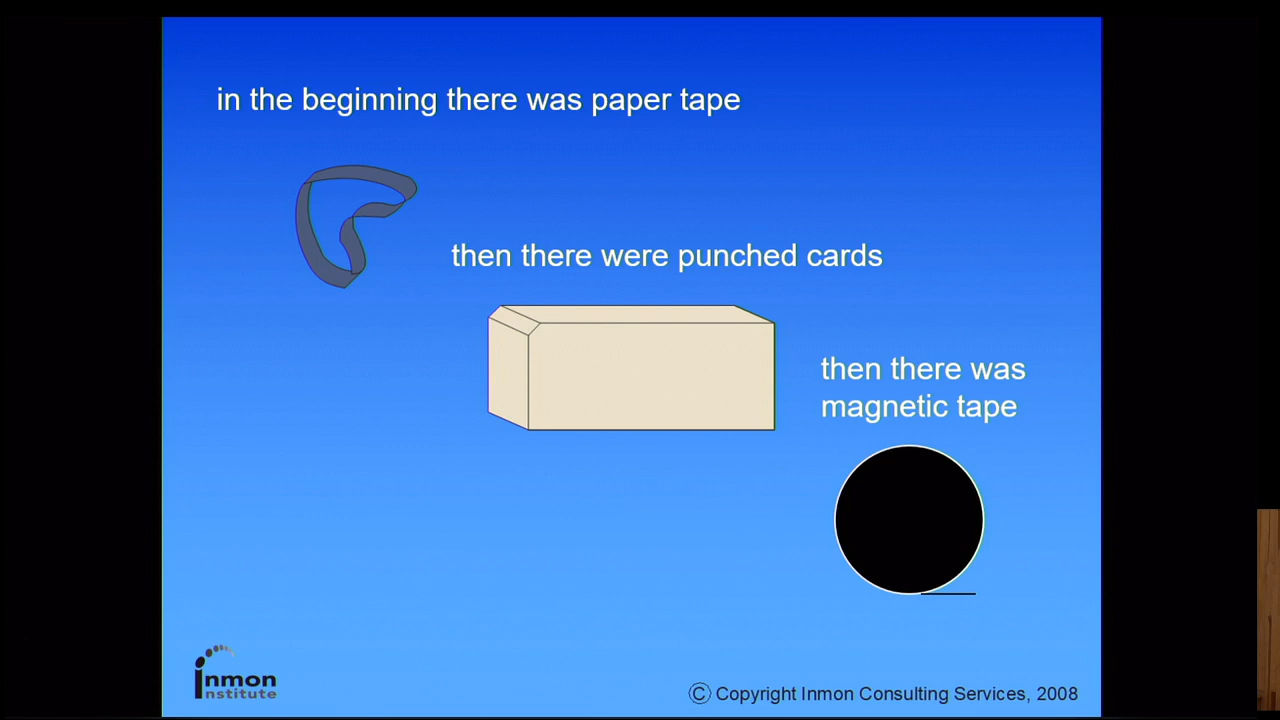 in the beginning there was paper tape
then there were punched cards
then there was
magnetic tape
inmon
institute
© Copyright Inmon Consulting Services, 2008